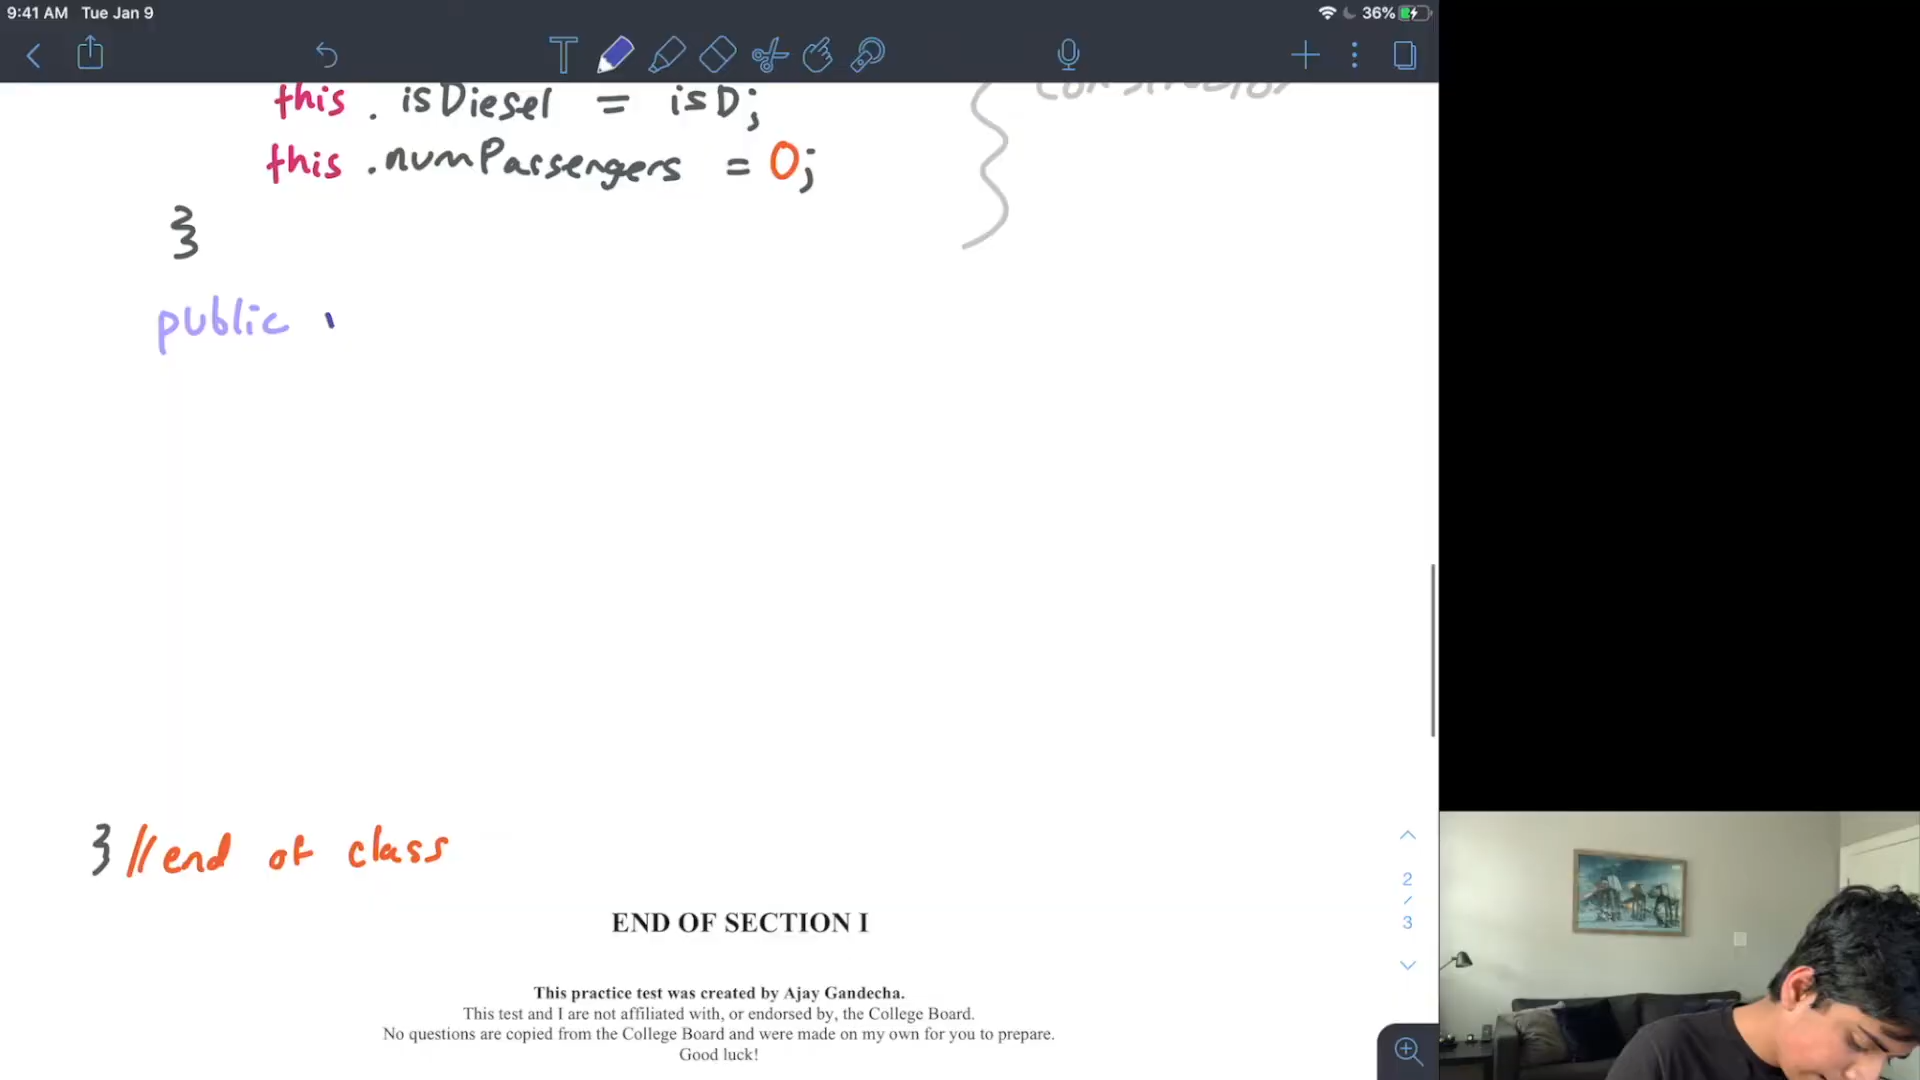 9:41 AM Tue Jan 9
36%
this . isDiesel = isD;
constructor
this .numPassengers = 0;
}
public
} //end of class
2
/
3
END OF SECTION I
This practice test was created by Ajay Gandecha.
This test and I are not affiliated with, or endorsed by, the College Board.
No questions are copied from the College Board and were made on my own for you to prepare.
Good luck!